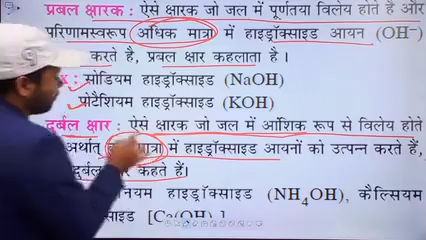 प्रबल क्षारक : ऐसे क्षारक जो जल में पूर्णतया विलेय होते है और
परिणामस्वरूप अधिक मात्रा में हाइड्रॉक्साइड आयन (OH⁻)
करते है, प्रबल क्षार कहलाता है ।
: सोडियम हाइड्रॉक्साइड (NaOH)
पोटैशियम हाइड्रॉक्साइड (KOH)
दुर्बल क्षार : ऐसे क्षारक जो जल में आंशिक रूप से विलेय होते
अर्थात् मात्रा में हाइड्रॉक्साइड आयनों को उत्पन्न करते हैं,
दुर्बल कहते हैं।
हाइड्रॉक्साइड (NH₄OH), कैल्सियम
[Ca(OH)